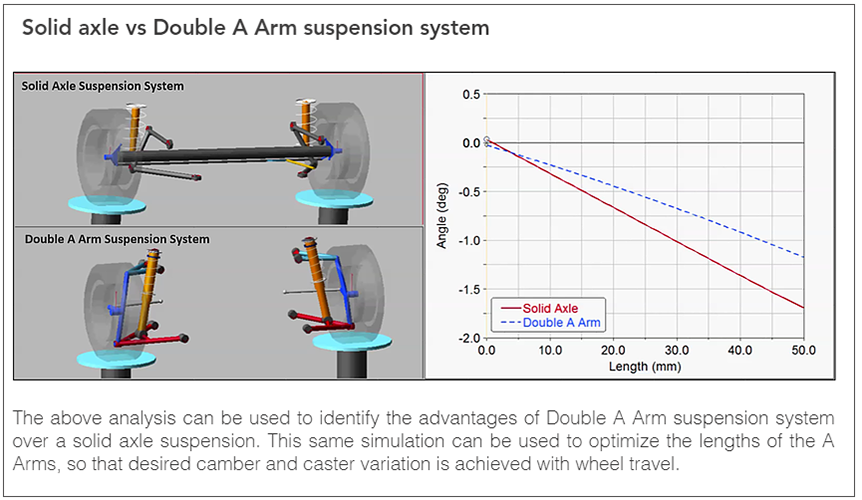 Solid axle vs Double A Arm suspension system
Solid Axle Suspension System
Double A Arm Suspension System
0.5
0.0
-0.5
-1.0
-1.5
-2.0
Angle (deg)
Solid Axle
Double A Arm
0.0 10.0 20.0 30.0 40.0 50.0
Length (mm)
The above analysis can be used to identify the advantages of Double A Arm suspension system
over a solid axle suspension. This same simulation can be used to optimize the lengths of the A
Arms, so that desired camber and caster variation is achieved with wheel travel.